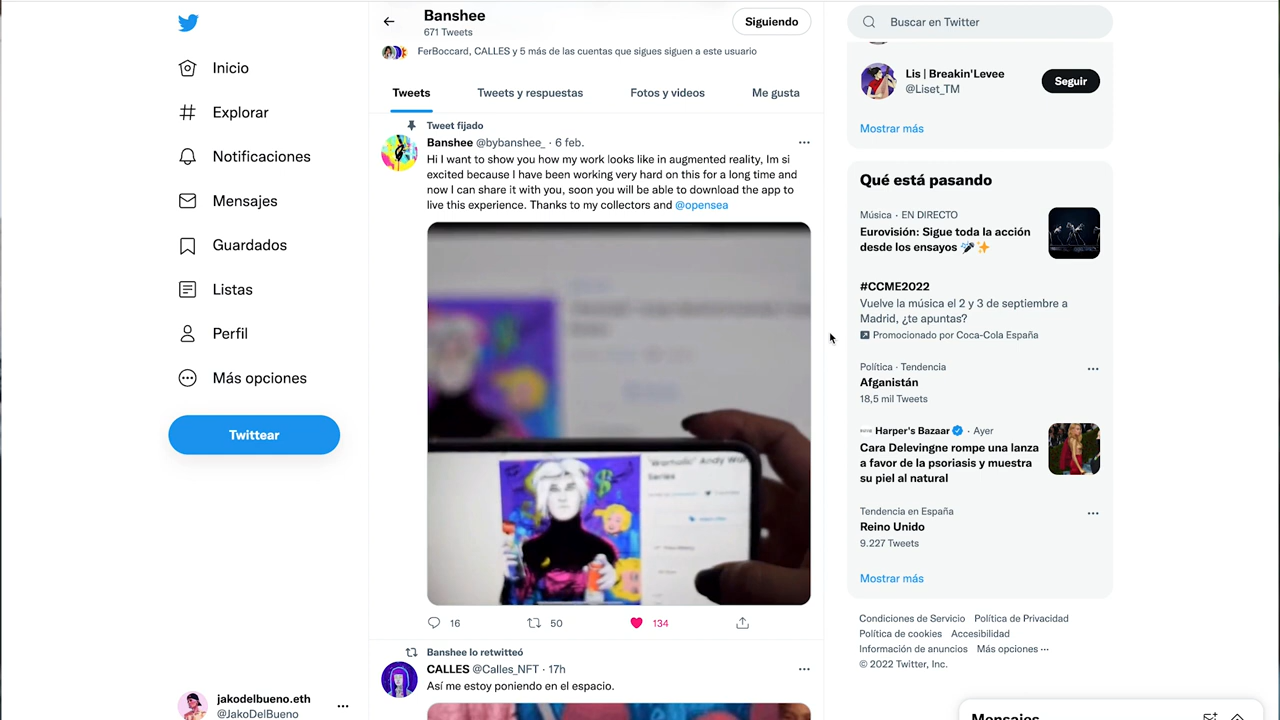 Inicio
Explorar
Notificaciones
Mensajes
Guardados
Listas
Perfil
Más opciones
Twittear
jakodelbueno.eth
@JakoDelBueno
Banshee
671 Tweets
Siguiendo
FerBoccard, CALLES y 5 más de las cuentas que sigues siguen a este usuario
Tweets
Tweets y respuestas
Fotos y videos
Me gusta
Tweet fijado
Banshee @bybanshee_ · 6 feb.
Hi I want to show you how my work looks like in augmented reality, Im si
excited because I have been working very hard on this for a long time and
now I can share it with you, soon you will be able to download the app to
live this experience. Thanks to my collectors and @opensea
Series
16
50
134
Banshee lo retwitteó
CALLES @Calles_NFT · 17h
Así me estoy poniendo en el espacio.
Buscar en Twitter
Lis | Breakin'Levee
@Liset_TM
Seguir
Mostrar más
Qué está pasando
Música · EN DIRECTO
Eurovisión: Sigue toda la acción
desde los ensayos 🎤✨
#CCME2022
Vuelve la música el 2 y 3 de septiembre a
Madrid, ¿te apuntas?
Promocionado por Coca-Cola España
Política · Tendencia
Afganistán
18,5 mil Tweets
Harper's Bazaar · Ayer
Cara Delevingne rompe una lanza
a favor de la psoriasis y muestra
su piel al natural
Tendencia en España
Reino Unido
9.227 Tweets
Mostrar más
Condiciones de Servicio Política de Privacidad
Política de cookies Accesibilidad
Información de anuncios Más opciones ···
© 2022 Twitter, Inc.
Mensajes